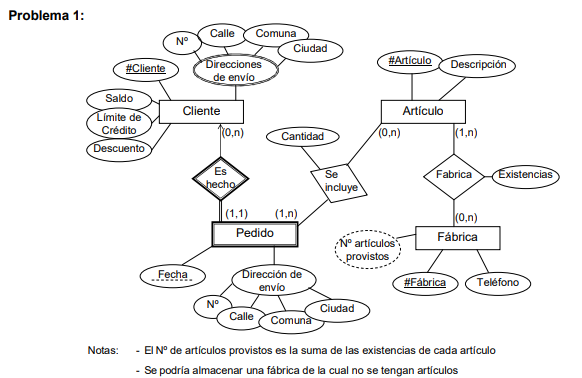 Problema 1:
Nº
Calle
Comuna
Ciudad
Direcciones
de envío
#Cliente
Saldo
Límite de
Crédito
Descuento
Cliente
(0,n)
#Artículo
Descripción
Artículo
(0,n)
(1,n)
Cantidad
Es
hecho
Se
incluye
Fabrica
Existencias
(1,1)
(1,n)
(0,n)
Pedido
Nº artículos
provistos
Fábrica
Fecha
Dirección de
envío
Nº
Calle
Comuna
Ciudad
#Fábrica
Teléfono
Notas: - El Nº de artículos provistos es la suma de las existencias de cada artículo
- Se podría almacenar una fábrica de la cual no se tengan artículos